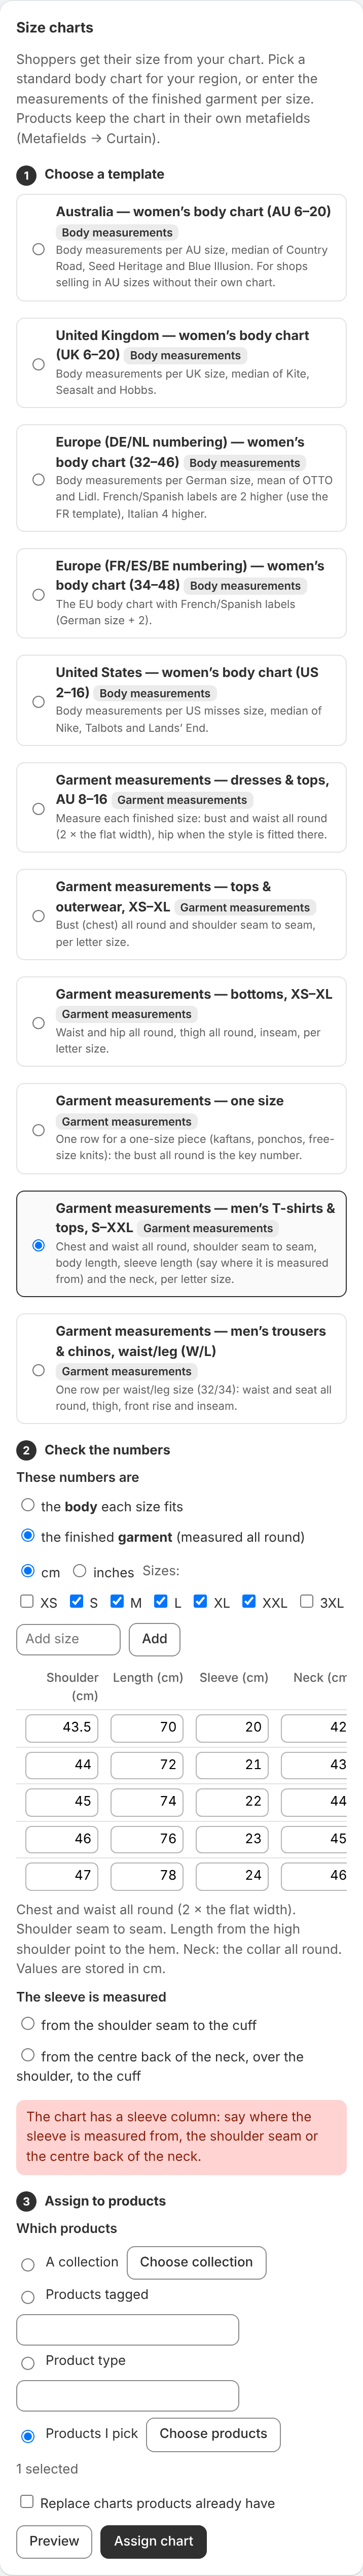 Size charts
Shoppers get their size from your chart. Pick a
standard body chart for your region, or enter the
measurements of the finished garment per size.
Products keep the chart in their own metafields
(Metafields → Curtain).
1 Choose a template
Australia — women’s body chart (AU 6–20)
Body measurements
Body measurements per AU size, median of Country
Road, Seed Heritage and Blue Illusion. For shops
selling in AU sizes without their own chart.
United Kingdom — women’s body chart
(UK 6–20) Body measurements
Body measurements per UK size, median of Kite,
Seasalt and Hobbs.
Europe (DE/NL numbering) — women’s
body chart (32–46) Body measurements
Body measurements per German size, mean of OTTO
and Lidl. French/Spanish labels are 2 higher (use the
FR template), Italian 4 higher.
Europe (FR/ES/BE numbering) — women’s
body chart (34–48) Body measurements
The EU body chart with French/Spanish labels
(German size + 2).
United States — women’s body chart (US
2–16) Body measurements
Body measurements per US misses size, median of
Nike, Talbots and Lands’ End.
Garment measurements — dresses & tops,
AU 8–16 Garment measurements
Measure each finished size: bust and waist all round
(2 × the flat width), hip when the style is fitted there.
Garment measurements — tops &
outerwear, XS–XL Garment measurements
Bust (chest) all round and shoulder seam to seam,
per letter size.
Garment measurements — bottoms, XS–XL
Garment measurements
Waist and hip all round, thigh all round, inseam, per
letter size.
Garment measurements — one size
Garment measurements
One row for a one-size piece (kaftans, ponchos, free-
size knits): the bust all round is the key number.
Garment measurements — men’s T-shirts &
tops, S–XXL Garment measurements
Chest and waist all round, shoulder seam to seam,
body length, sleeve length (say where it is measured
from) and the neck, per letter size.
Garment measurements — men’s trousers
& chinos, waist/leg (W/L)
Garment measurements
One row per waist/leg size (32/34): waist and seat all
round, thigh, front rise and inseam.
2 Check the numbers
These numbers are
the body each size fits
the finished garment (measured all round)
cm inches Sizes:
XS S M L XL XXL 3XL
Add size Add
Shoulder (cm) Length (cm) Sleeve (cm) Neck (cm
43.5 70 20 42
44 72 21 43
45 74 22 44
46 76 23 45
47 78 24 46
Chest and waist all round (2 × the flat width).
Shoulder seam to seam. Length from the high
shoulder point to the hem. Neck: the collar all round.
Values are stored in cm.
The sleeve is measured
from the shoulder seam to the cuff
from the centre back of the neck, over the
shoulder, to the cuff
The chart has a sleeve column: say where the
sleeve is measured from, the shoulder seam or
the centre back of the neck.
3 Assign to products
Which products
A collection Choose collection
Products tagged
Product type
Products I pick Choose products
1 selected
Replace charts products already have
Preview Assign chart